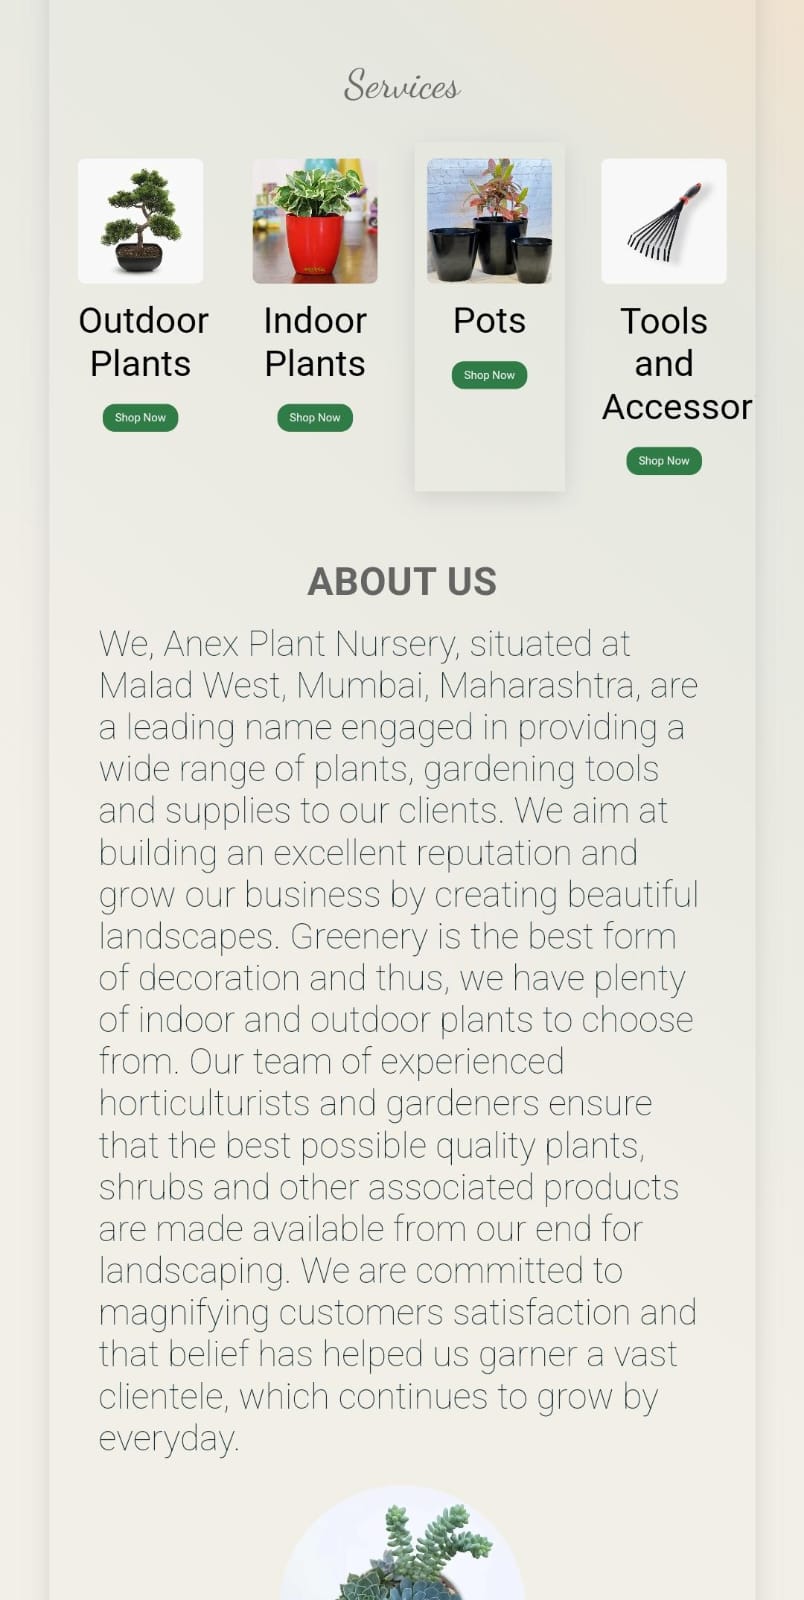 Services
Outdoor
Plants
Shop Now
Indoor
Plants
Shop Now
Pots
Shop Now
Tools
and
Accessor
Shop Now
ABOUT US
We, Anex Plant Nursery, situated at
Malad West, Mumbai, Maharashtra, are
a leading name engaged in providing a
wide range of plants, gardening tools
and supplies to our clients. We aim at
building an excellent reputation and
grow our business by creating beautiful
landscapes. Greenery is the best form
of decoration and thus, we have plenty
of indoor and outdoor plants to choose
from. Our team of experienced
horticulturists and gardeners ensure
that the best possible quality plants,
shrubs and other associated products
are made available from our end for
landscaping. We are committed to
magnifying customers satisfaction and
that belief has helped us garner a vast
clientele, which continues to grow by
everyday.